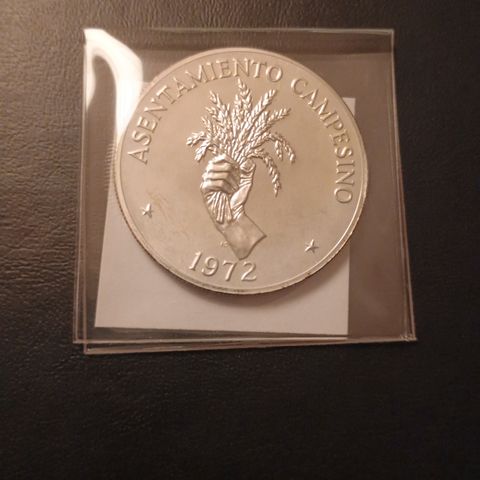 ASENTAMIENTO CAMPESINO
1972